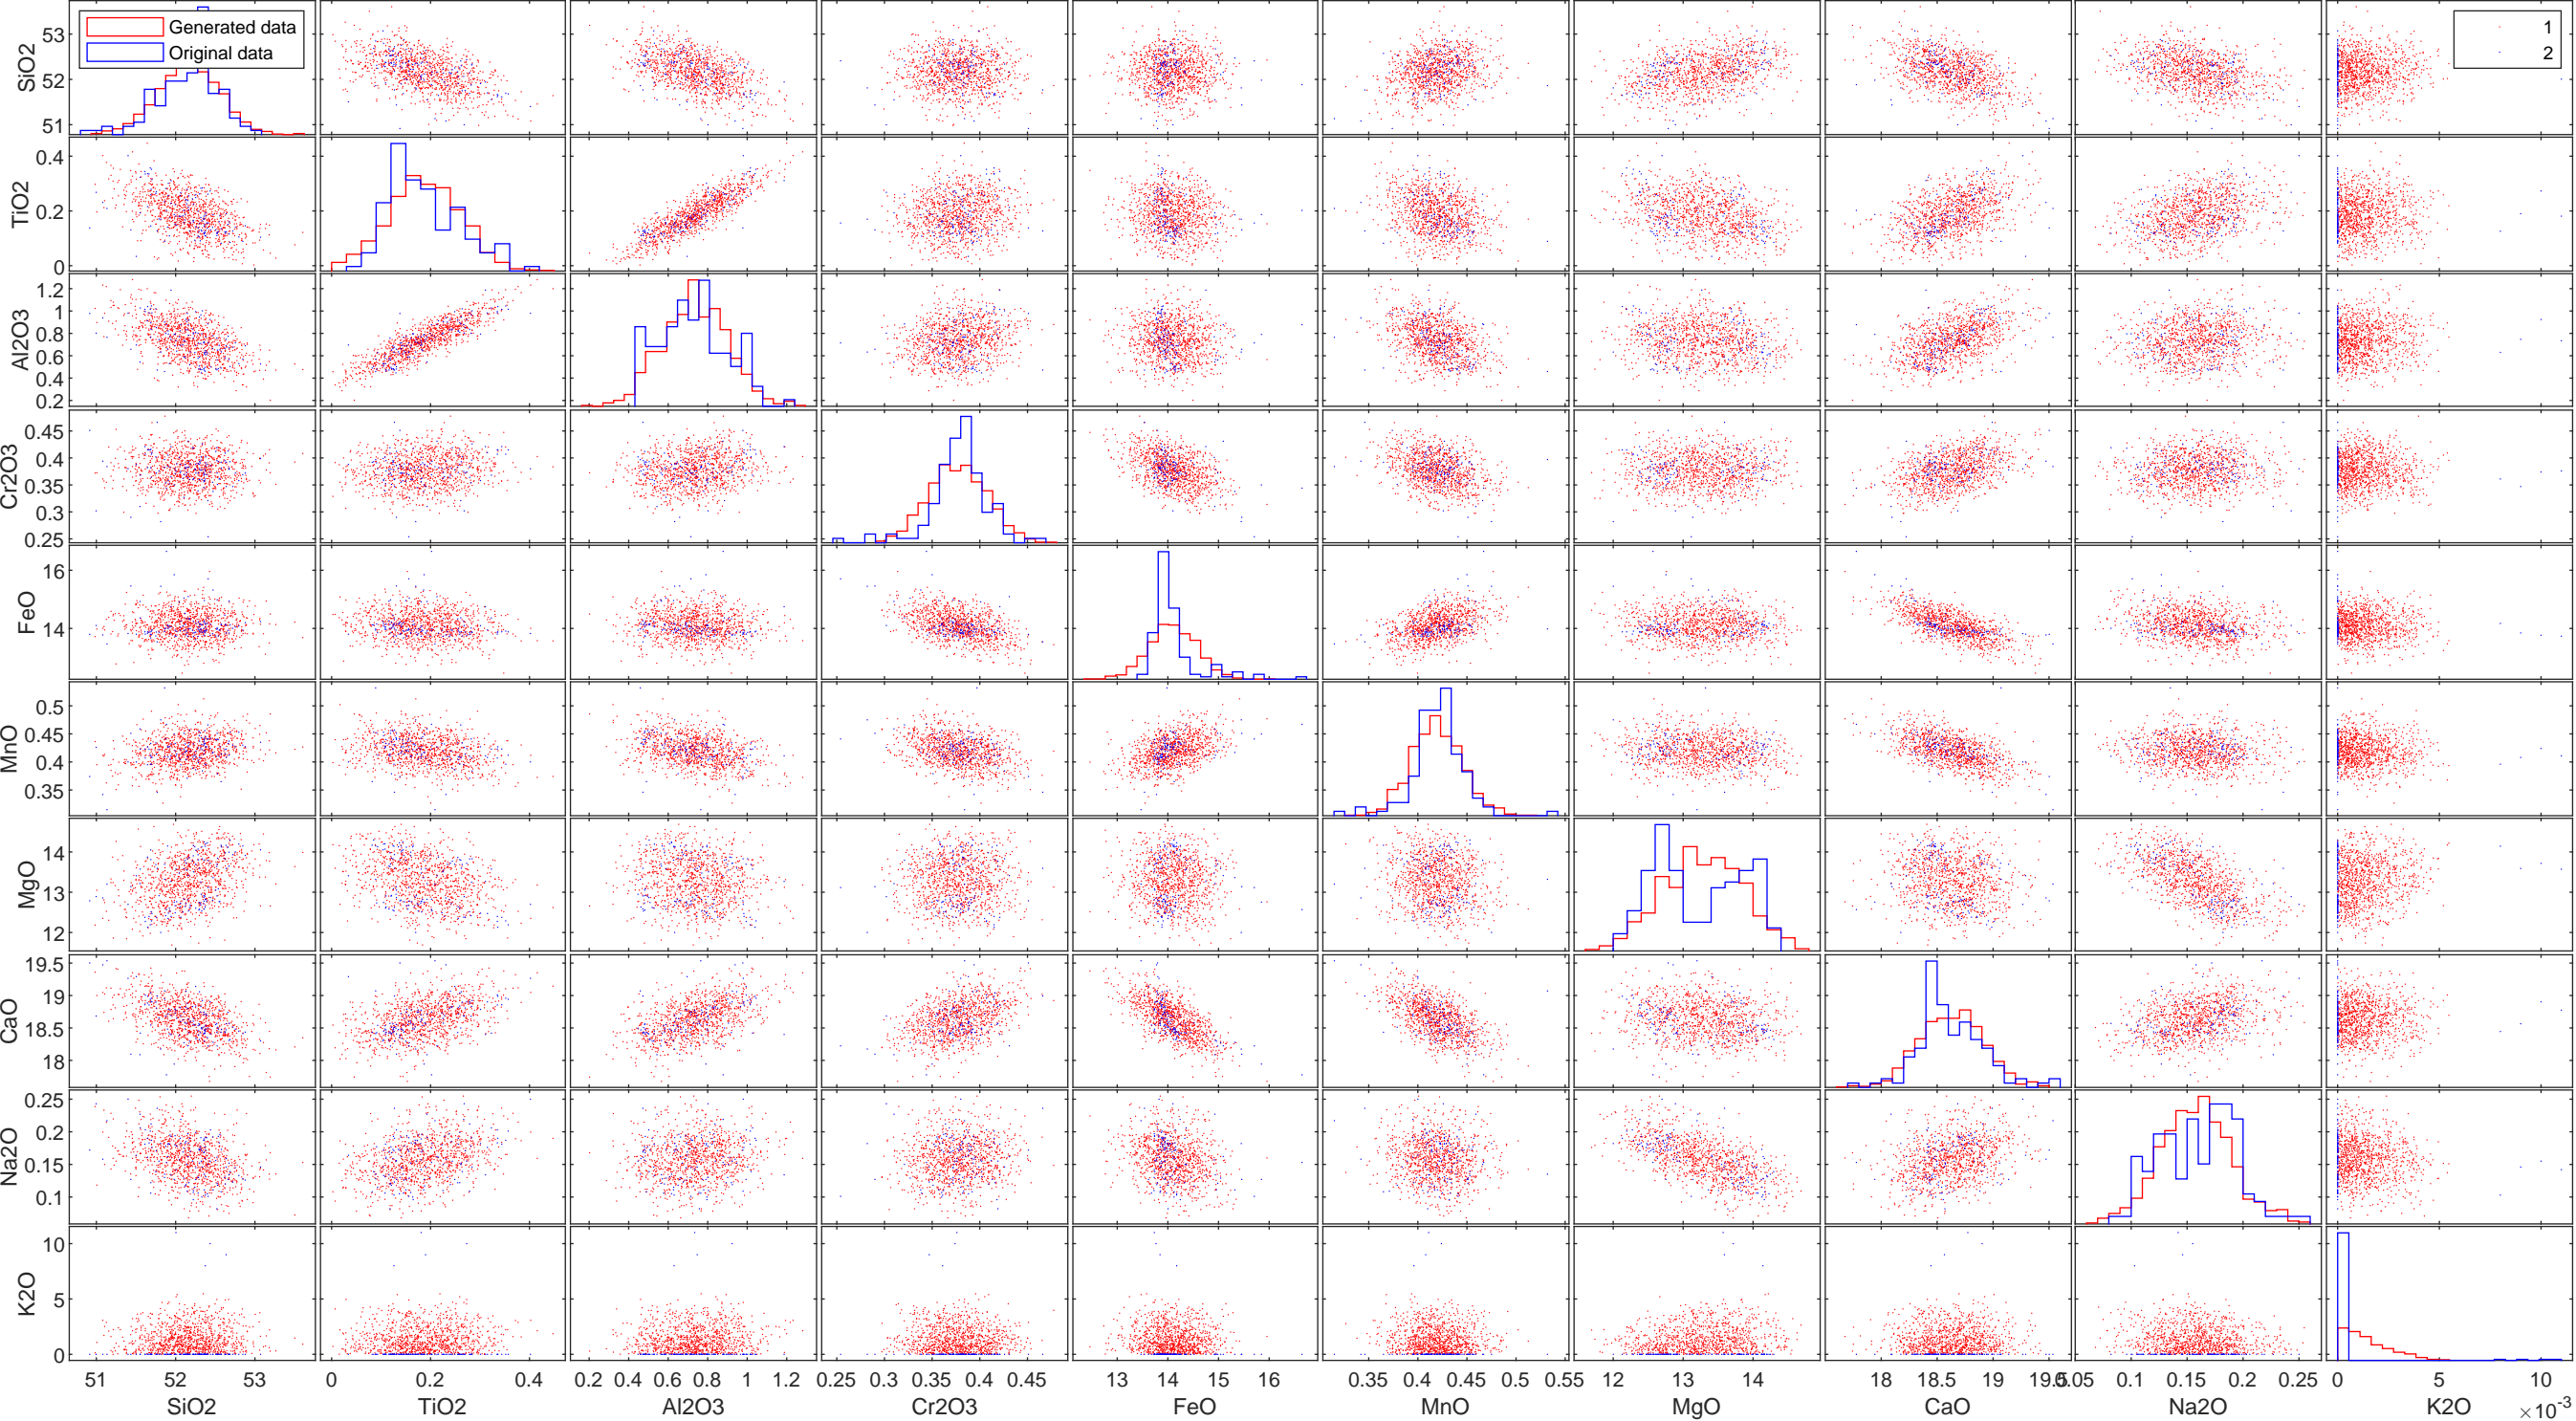 Generated data
Original data
1
2
SiO2
53
52
51
TiO2
0.4
0.2
0
Al2O3
1.2
1
0.8
0.6
0.4
0.2
Cr2O3
0.45
0.4
0.35
0.3
0.25
FeO
16
14
MnO
0.5
0.45
0.4
0.35
MgO
14
13
12
CaO
19.5
19
18.5
18
Na2O
0.25
0.2
0.15
0.1
K2O
10
5
0
51 52 53
0 0.2 0.4
0.2 0.4 0.6 0.8 1 1.2
0.25 0.3 0.35 0.4 0.45
13 14 15 16
0.35 0.4 0.45 0.5 0.55
12 13 14
18 18.5 19 19.5
0.05 0.1 0.15 0.2 0.25
0 5 10
SiO2 TiO2 Al2O3 Cr2O3 FeO MnO MgO CaO Na2O K2O
×10-3